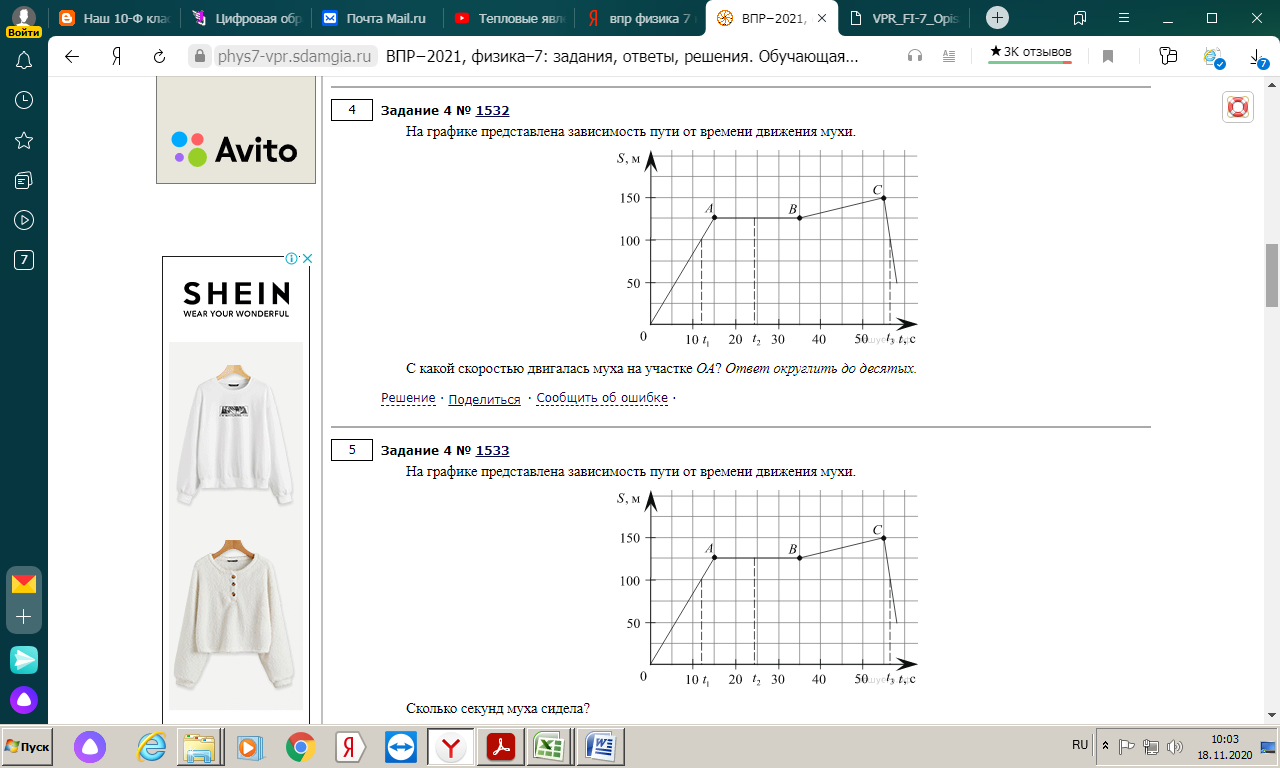 Войти
Наш 10-Ф клас
Цифровая обр
Почта Mail.ru
Тепловые явле
впр физика 7
ВПР−2021,
VPR_FI-7_Opis
phys7-vpr.sdamgia.ru
ВПР−2021, физика–7: задания, ответы, решения. Обучающая...
★3К отзывов
7
7
Avito
SHEIN
WEAR YOUR WONDERFUL
4
Задание 4 № 1532
На графике представлена зависимость пути от времени движения мухи.
S, м
150
100
50
0
A
B
C
10 t₁ 20 t₂ 30 40 50 t₃ t, с
С какой скоростью двигалась муха на участке OA? Ответ округлить до десятых.
Решение · Поделиться · Сообщить об ошибке ·
5
Задание 4 № 1533
На графике представлена зависимость пути от времени движения мухи.
S, м
150
100
50
0
A
B
C
10 t₁ 20 t₂ 30 40 50 t₃ t, с
Сколько секунд муха сидела?
Пуск
RU
10:03
18.11.2020